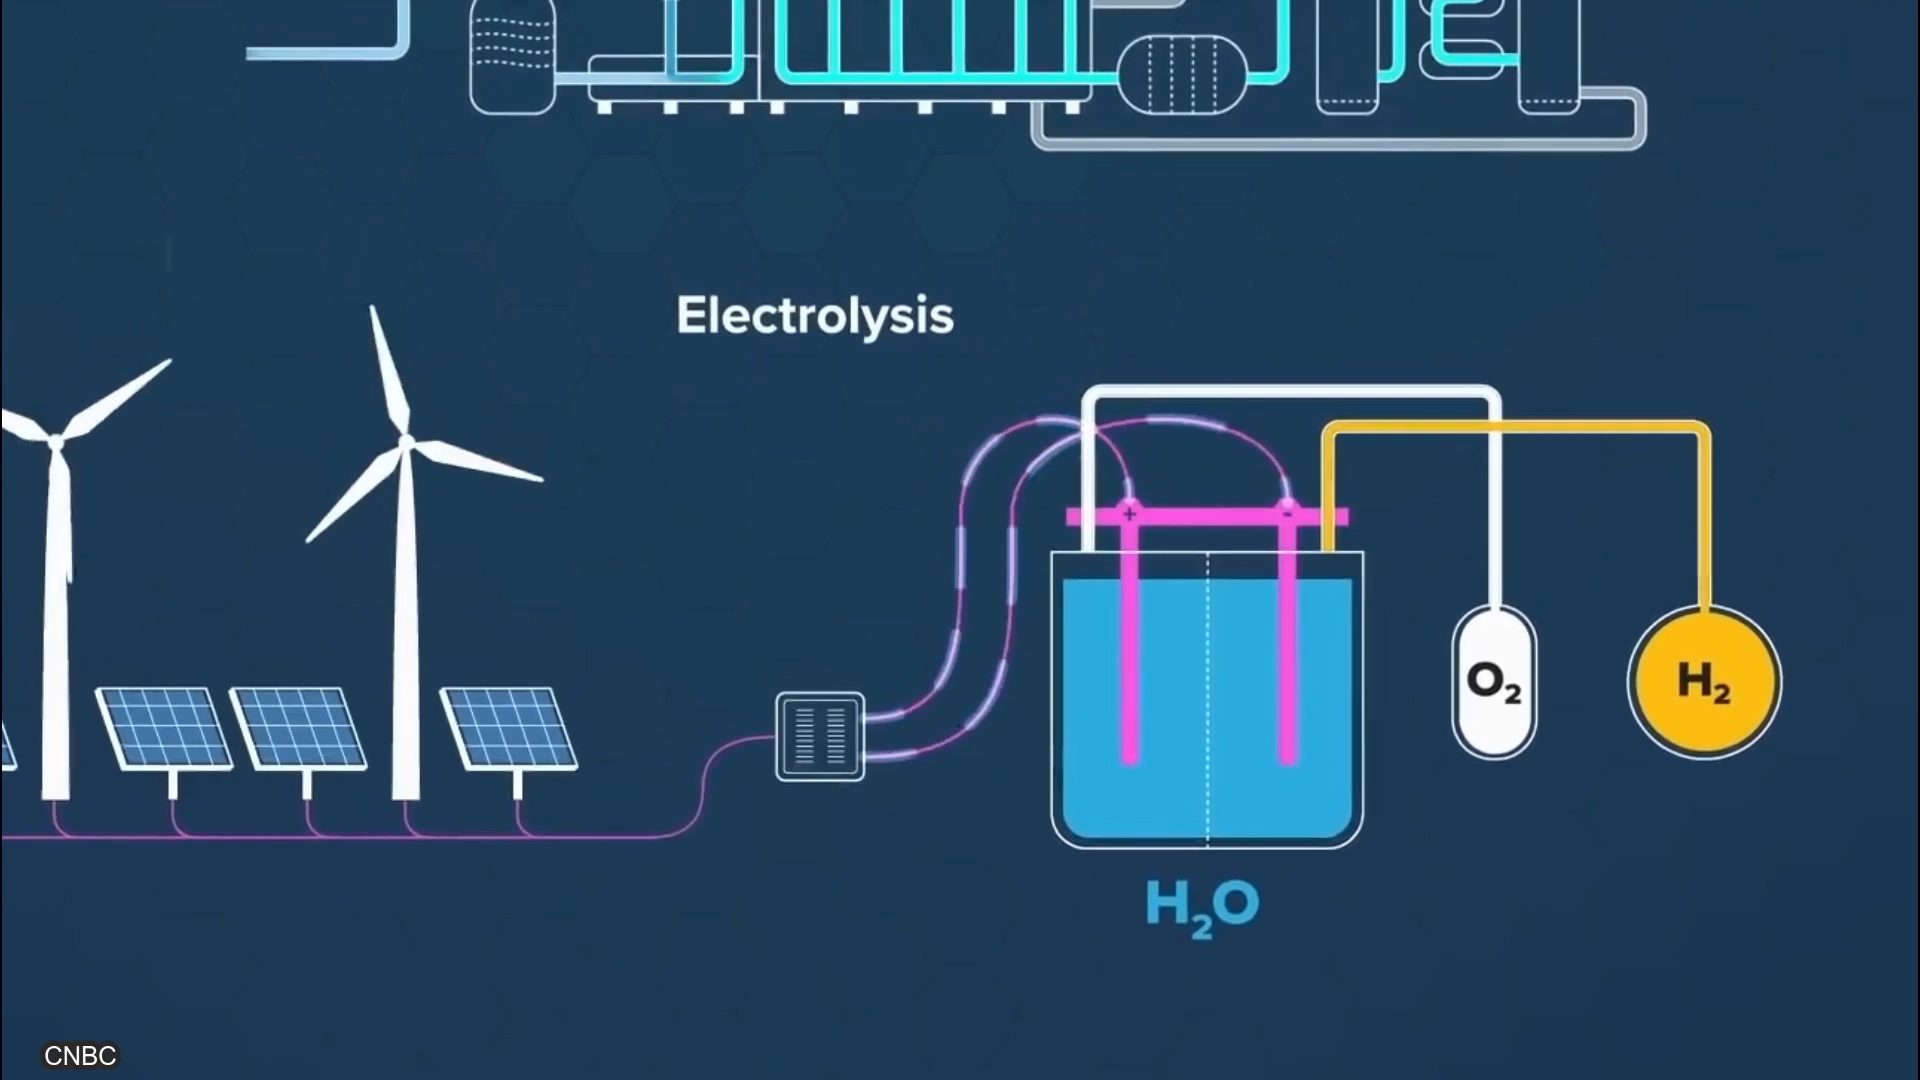 Electrolysis
+
-
O₂
H₂
H₂O
CNBC